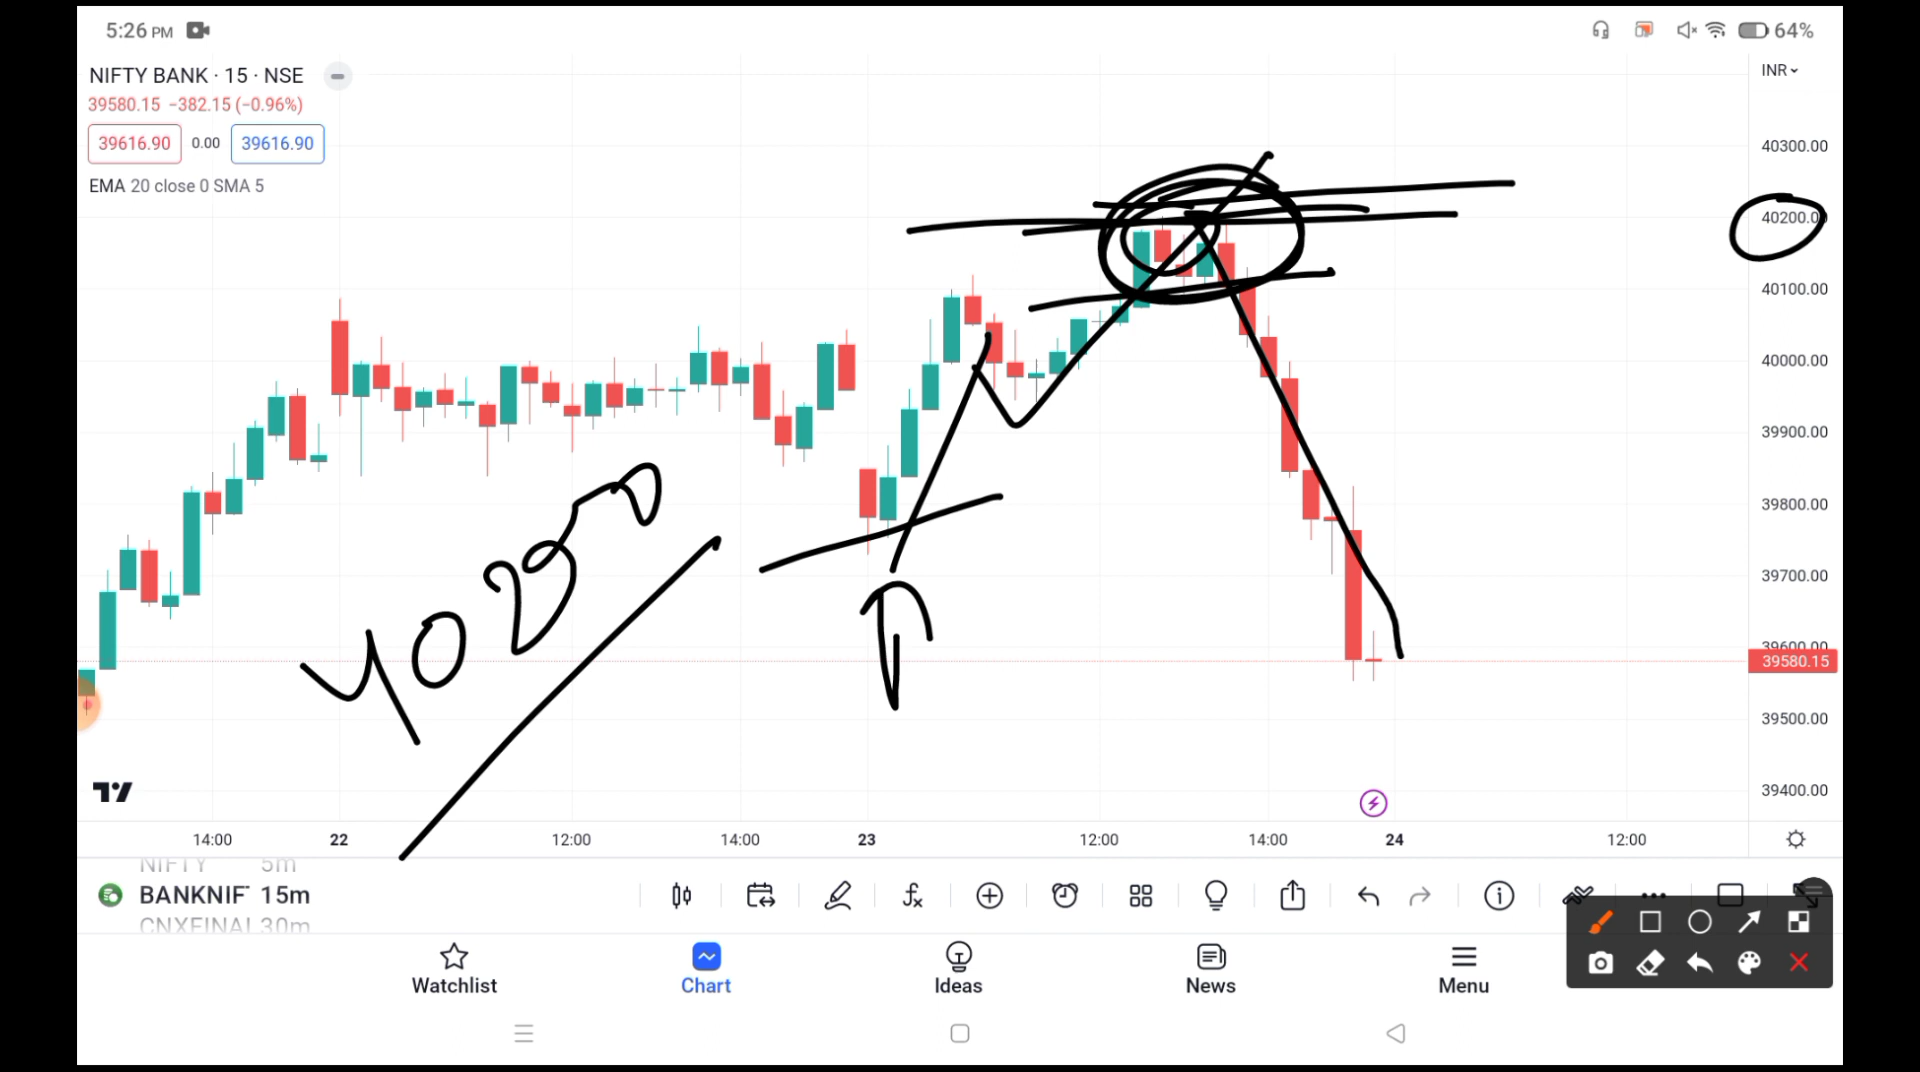 5:26 PM
64%
NIFTY BANK · 15 · NSE
INR
39580.15 −382.15 (−0.96%)
39616.90 0.00 39616.90
EMA 20 close 0 SMA 5
40300.00
40200.00
40100.00
40000.00
39900.00
39800.00
39700.00
39600.00
39580.15
39500.00
39400.00
40200
14:00 22 12:00 14:00 23 12:00 14:00 24 12:00
NIFTY 5m
BANKNIF 15m
CNXFINAI 30m
Watchlist Chart Ideas News Menu